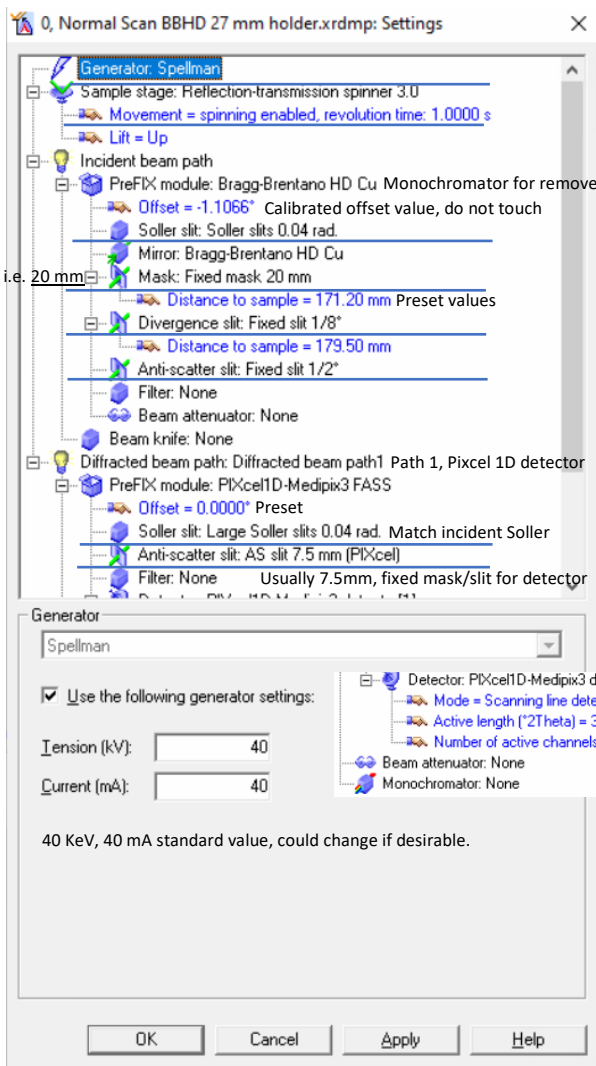 0, Normal Scan BBHD 27 mm holder.xrdmp: Settings
Generator: Spellman
Sample stage: Reflection-transmission spinner 3.0
Movement = spinning enabled, revolution time: 1.0000 s
Lift = Up
Incident beam path
PreFIX module: Bragg-Brentano HD Cu Monochromator for remove
Offset = -1.1066° Calibrated offset value, do not touch
Soller slit: Soller slits 0.04 rad.
Mirror: Bragg-Brentano HD Cu
i.e. 20 mm Mask: Fixed mask 20 mm
Distance to sample = 171.20 mm Preset values
Divergence slit: Fixed slit 1/8°
Distance to sample = 179.50 mm
Anti-scatter slit: Fixed slit 1/2°
Filter: None
Beam attenuator: None
Beam knife: None
Diffracted beam path: Diffracted beam path1 Path 1, Pixcel 1D detector
PreFIX module: PIXcel1D-Medipix3 FASS
Offset = 0.0000° Preset
Soller slit: Large Soller slits 0.04 rad. Match incident Soller
Anti-scatter slit: AS slit 7.5 mm (PIXcel)
Filter: None Usually 7.5mm, fixed mask/slit for detector
Generator
Spellman
Use the following generator settings:
Detector: PIXcel1D-Medipix3 d
Mode = Scanning line dete
Active length (°2Theta) = 3
Number of active channels
Beam attenuator: None
Monochromator: None
Tension (kV): 40
Current (mA): 40
40 KeV, 40 mA standard value, could change if desirable.
OK Cancel Apply Help